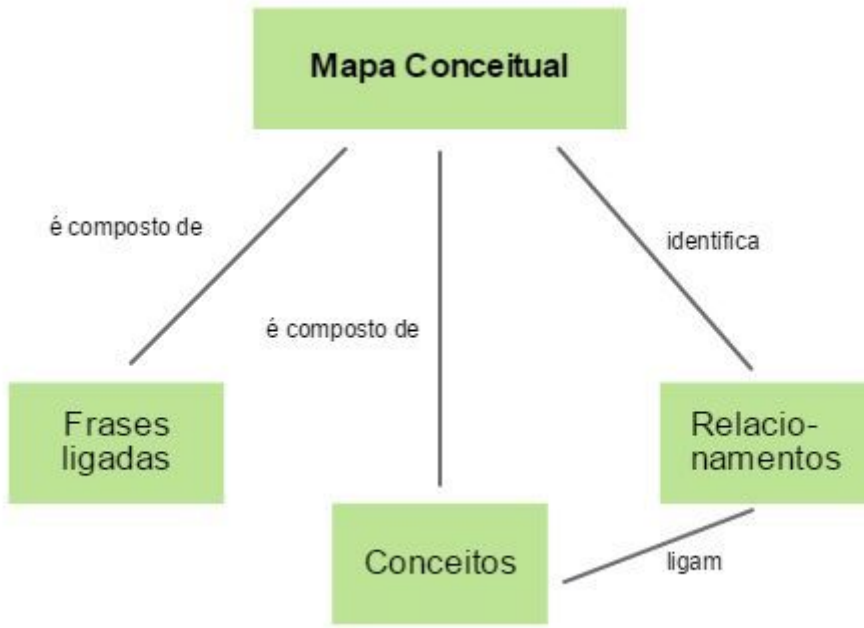 Mapa Conceitual
é composto de
identifica
é composto de
Frases
ligadas
Relacio-
namentos
Conceitos
ligam